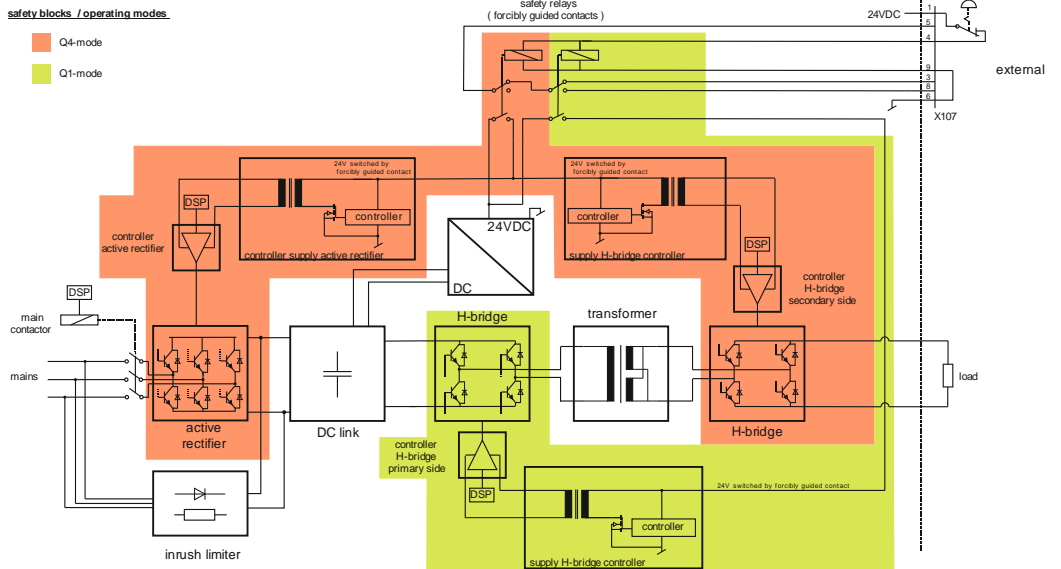 safety blocks / operating modes
Q4-mode
Q1-mode
safety relays
( forcibly guided contacts )
24VDC
1
5
4
9
3
8
6
X107
external
24V switched by
forcibly guided contact
controller
controller supply active rectifier
DSP
controller
active rectifier
24VDC
DC
24V switched by
forcibly guided contact
controller
supply H-bridge controller
DSP
controller
H-bridge
secondary side
DSP
main
contactor
mains
active
rectifier
DC link
H-bridge
transformer
H-bridge
load
controller
H-bridge
primary side
DSP
24V switched by forcibly guided contact
controller
supply H-bridge controller
inrush limiter